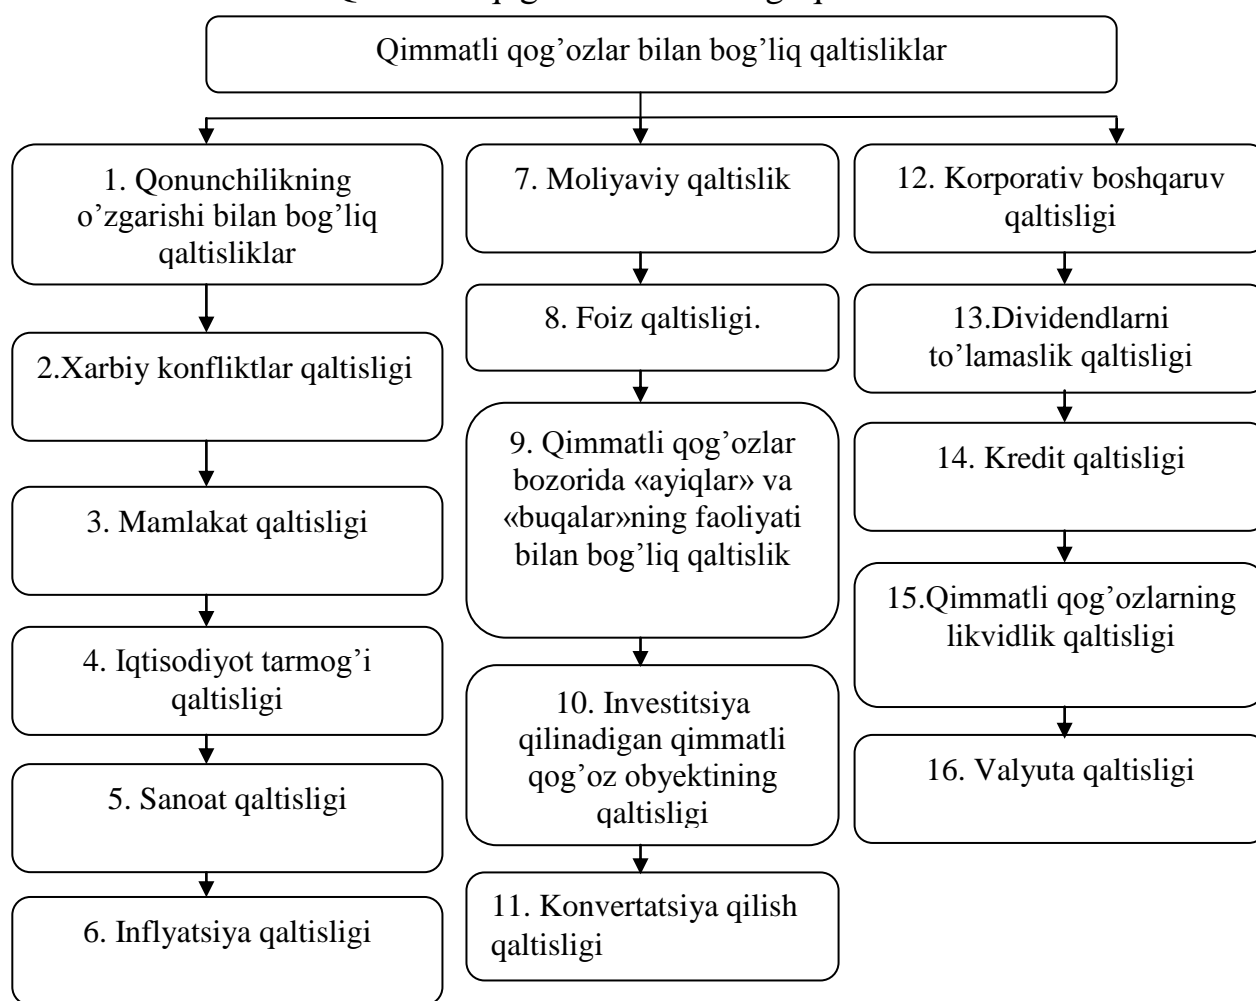 Qimmatli qog’ozlar bilan bog’liq qaltisliklar
1. Qonunchilikning
o’zgarishi bilan bog’liq
qaltisliklar
2.Xarbiy konfliktlar qaltisligi
3. Mamlakat qaltisligi
4. Iqtisodiyot tarmog’i
qaltisligi
5. Sanoat qaltisligi
6. Inflyatsiya qaltisligi
7. Moliyaviy qaltislik
8. Foiz qaltisligi.
9. Qimmatli qog’ozlar
bozorida «ayiqlar» va
«buqalar»ning faoliyati
bilan bog’liq qaltislik
10. Investitsiya
qilinadigan qimmatli
qog’oz obyektining
qaltisligi
11. Konvertatsiya qilish
qaltisligi
12. Korporativ boshqaruv
qaltisligi
13.Dividendlarni
to’lamaslik qaltisligi
14. Kredit qaltisligi
15.Qimmatli qog’ozlarning
likvidlik qaltisligi
16. Valyuta qaltisligi